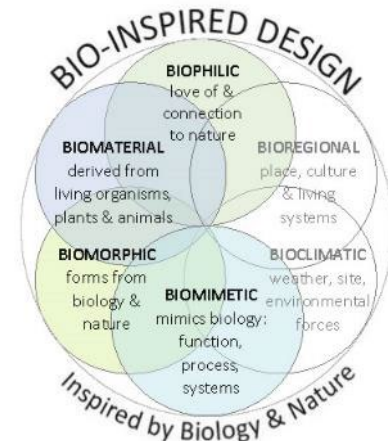 BIO-INSPIRED DESIGN
BIOPHILIC
love of &
connection
to nature
BIOMATERIAL
derived from
living organisms,
plants & animals
BIOREGIONAL
place, culture
& living
systems
BIOMORPHIC
forms from
biology &
nature
BIOMIMETIC
mimics biology:
function,
process,
systems
BIOCLIMATIC
weather, site,
environmental
forces
Inspired by Biology & Nature